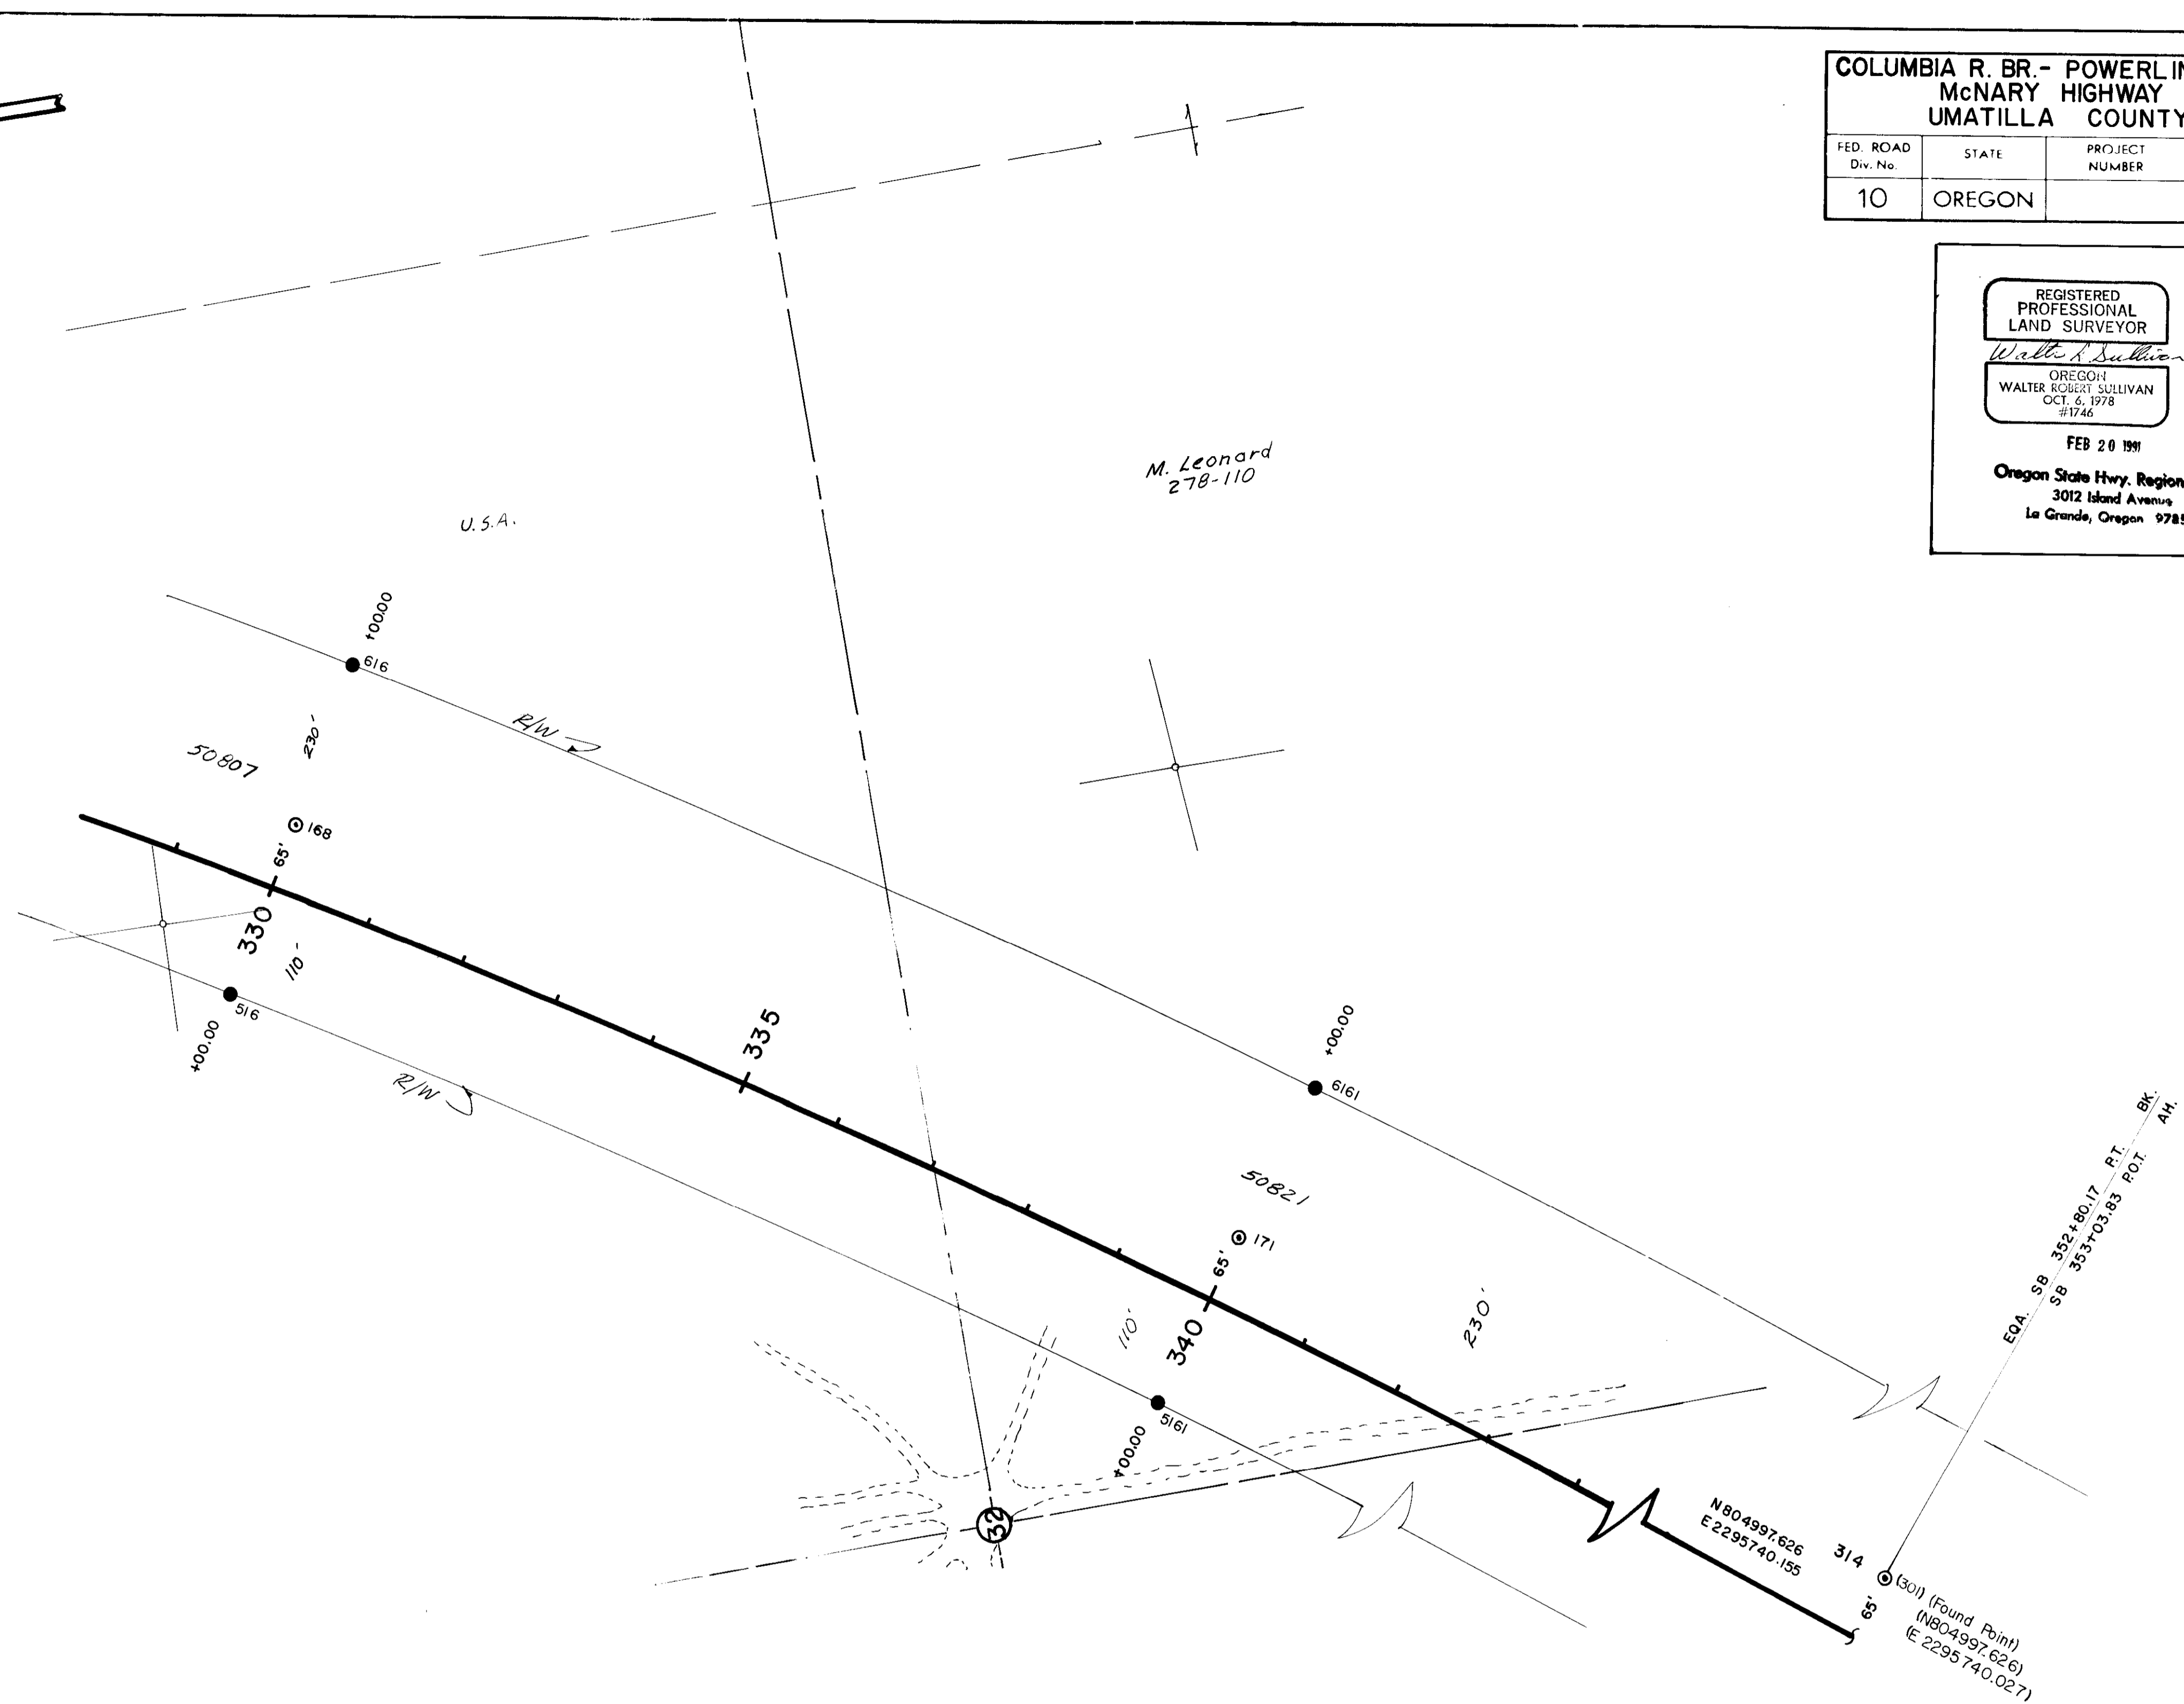 COLUMBIA R. BR.- POWERLIN
McNARY HIGHWAY
UMATILLA COUNTY
FED. ROAD
Div. No.
STATE
PROJECT
NUMBER
10
OREGON
REGISTERED
PROFESSIONAL
LAND SURVEYOR
Walter R Sullivan
OREGON
WALTER ROBERT SULLIVAN
OCT. 6, 1978
#1746
FEB 20 1991
Oregon State Hwy. Region
3012 Island Avenue
La Grande, Oregon 9785
M. Leonard
278-110
U.S.A.
+00.00
616
R/W
230'
50807
168
65'
330
110'
516
+00.00
R/W
335
+00.00
6161
50821
171
65'
340
110'
230'
5161
+00.00
32
EQA. SB 352+80.17 P.T. BK.
SB 353+03.83 P.O.T. AH.
N804997.626
E2295740.155
314
65'
(301) (Found Point)
(N804997.626)
(E 2295740.027)